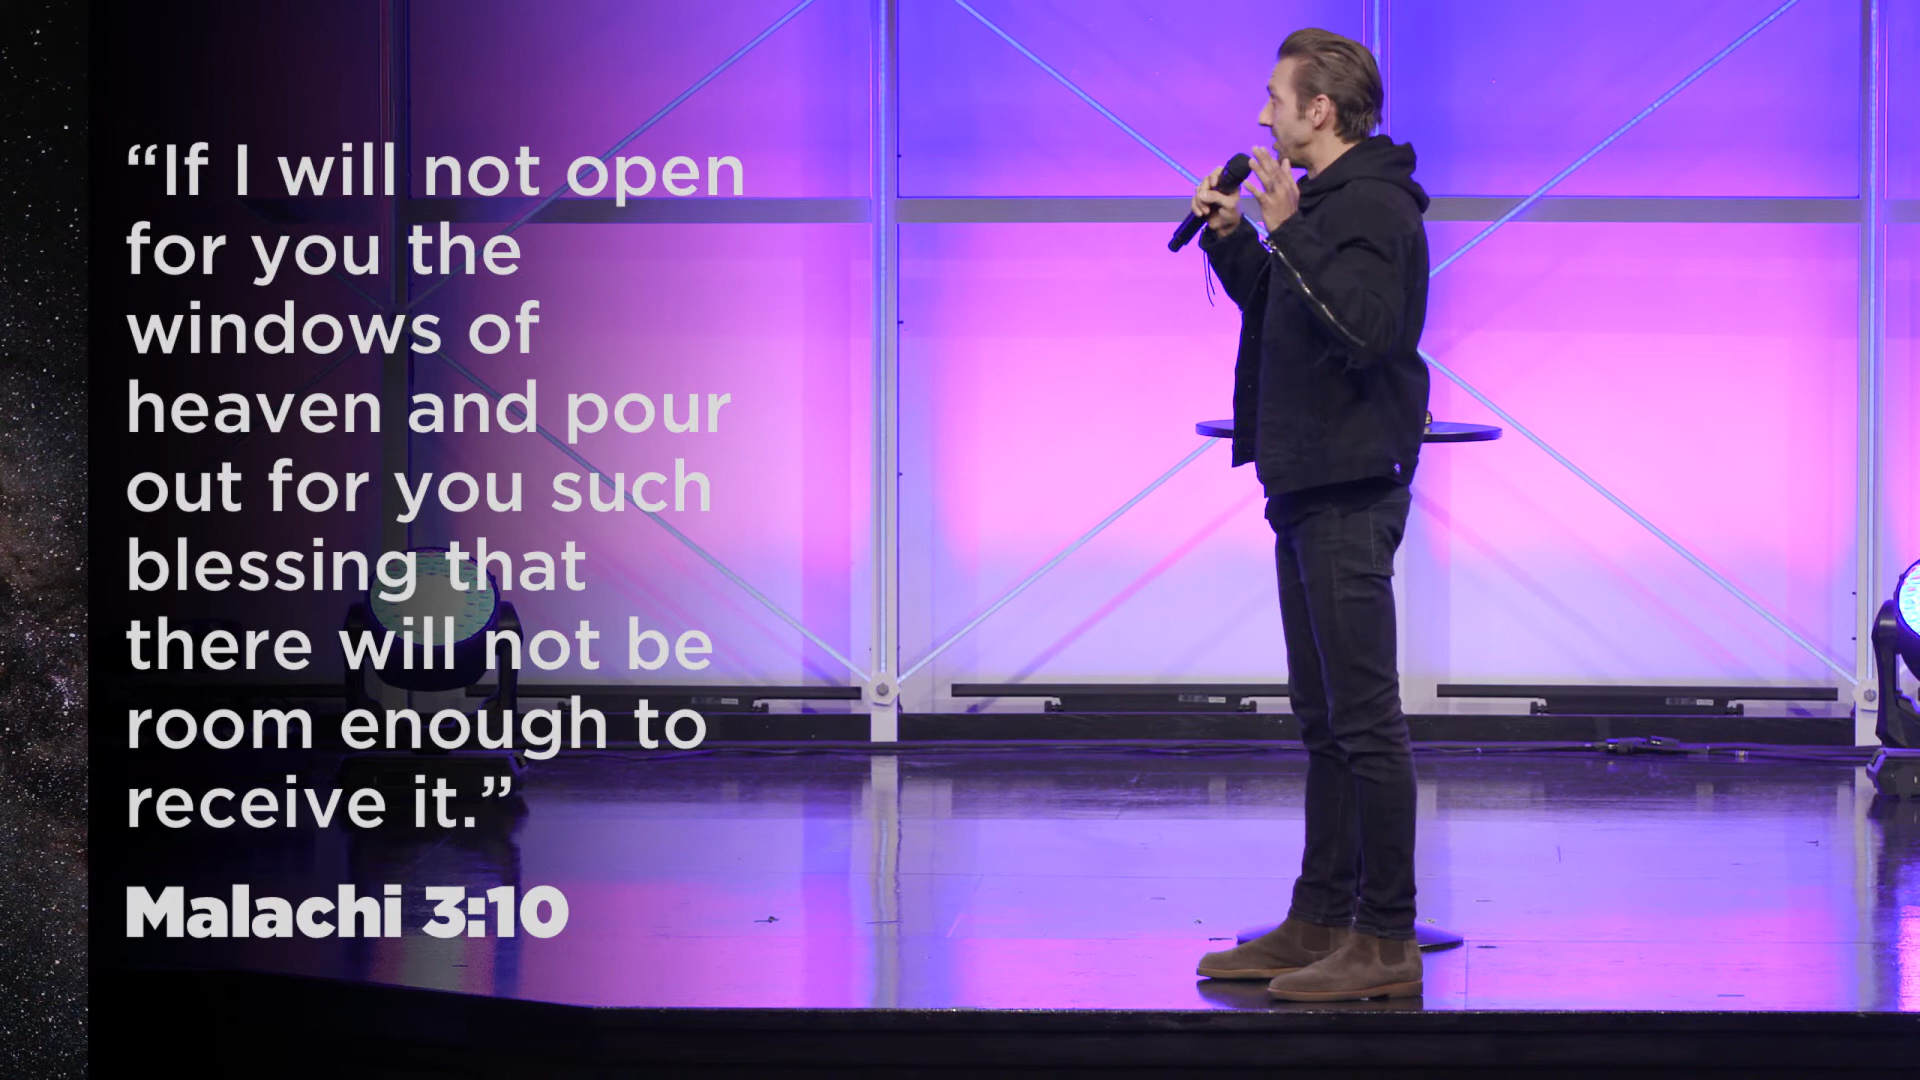 “If I will not open
for you the
windows of
heaven and pour
out for you such
blessing that
there will not be
room enough to
receive it.”
Malachi 3:10